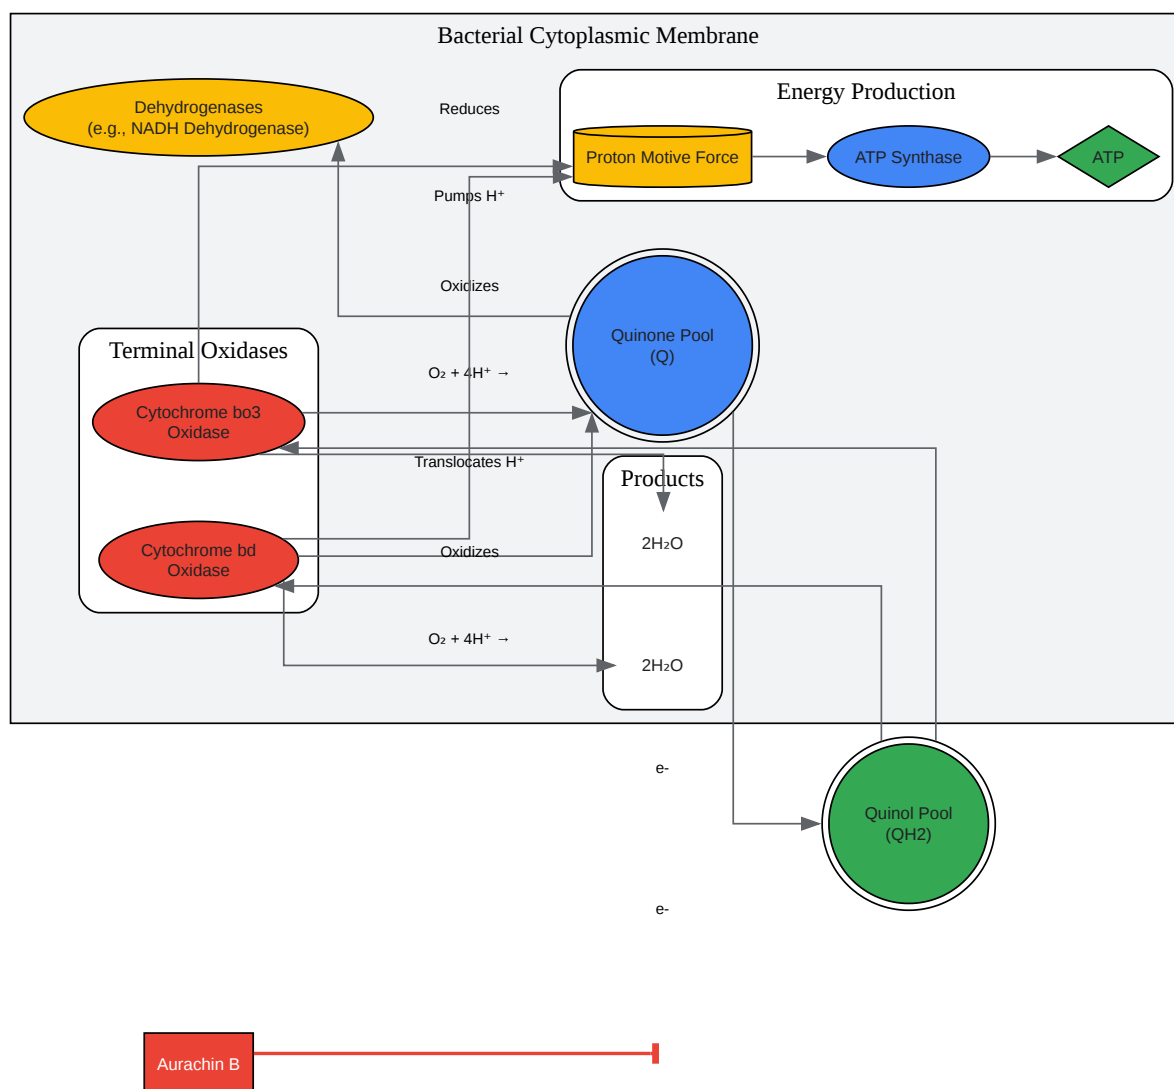 Bacterial Cytoplasmic Membrane
Dehydrogenases
(e.g., NADH Dehydrogenase)
Reduces
Energy Production
Proton Motive Force
ATP Synthase
ATP
Pumps H⁺
Oxidizes
Quinone Pool
(Q)
Terminal Oxidases
O₂ + 4H⁺ →
Cytochrome bo3
Oxidase
Translocates H⁺
Products
2H₂O
Cytochrome bd
Oxidase
Oxidizes
O₂ + 4H⁺ →
2H₂O
e-
Quinol Pool
(QH2)
e-
Aurachin B